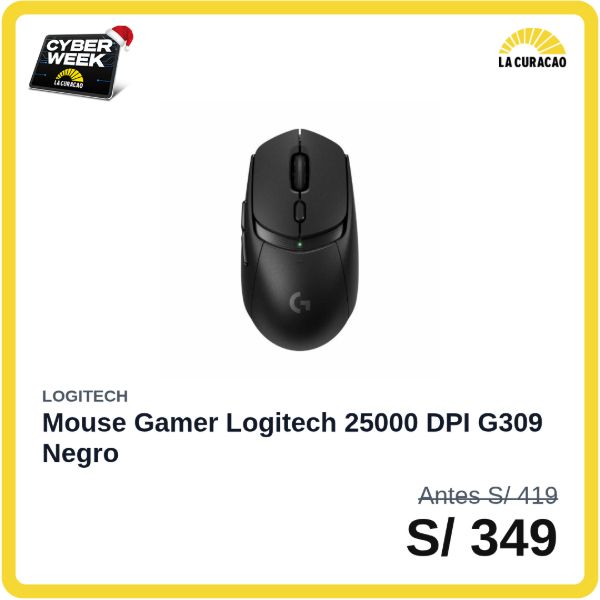 CYBER
WEEK
LA CURACAO
LA CURACAO
LOGITECH
Mouse Gamer Logitech 25000 DPI G309
Negro
Antes S/ 419
S/ 349